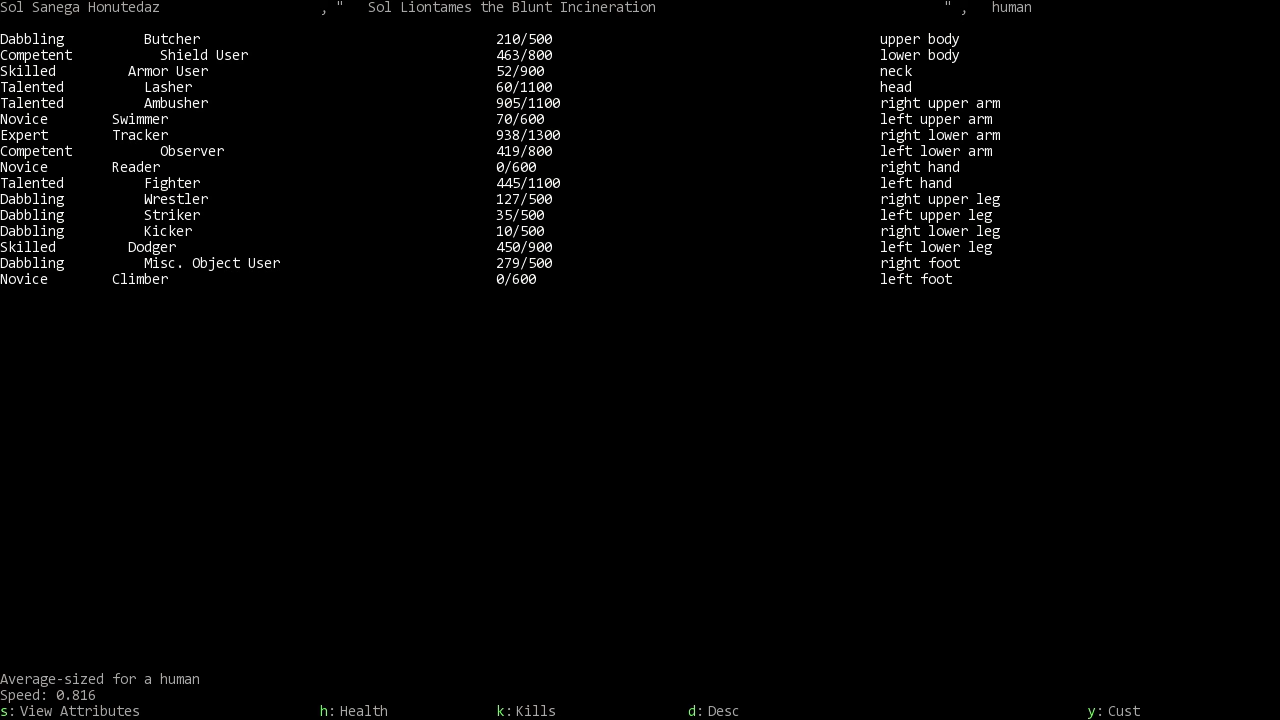 Sol Sanega Honutedaz , " Sol Liontames the Blunt Incineration " , human
Dabbling Butcher 210/500 upper body
Competent Shield User 463/800 lower body
Skilled Armor User 52/900 neck
Talented Lasher 60/1100 head
Talented Ambusher 905/1100 right upper arm
Novice Swimmer 70/600 left upper arm
Expert Tracker 938/1300 right lower arm
Competent Observer 419/800 left lower arm
Novice Reader 0/600 right hand
Talented Fighter 445/1100 left hand
Dabbling Wrestler 127/500 right upper leg
Dabbling Striker 35/500 left upper leg
Dabbling Kicker 10/500 right lower leg
Skilled Dodger 450/900 left lower leg
Dabbling Misc. Object User 279/500 right foot
Novice Climber 0/600 left foot
Average-sized for a human
Speed: 0.816
s: View Attributes h: Health k: Kills d: Desc y: Cust